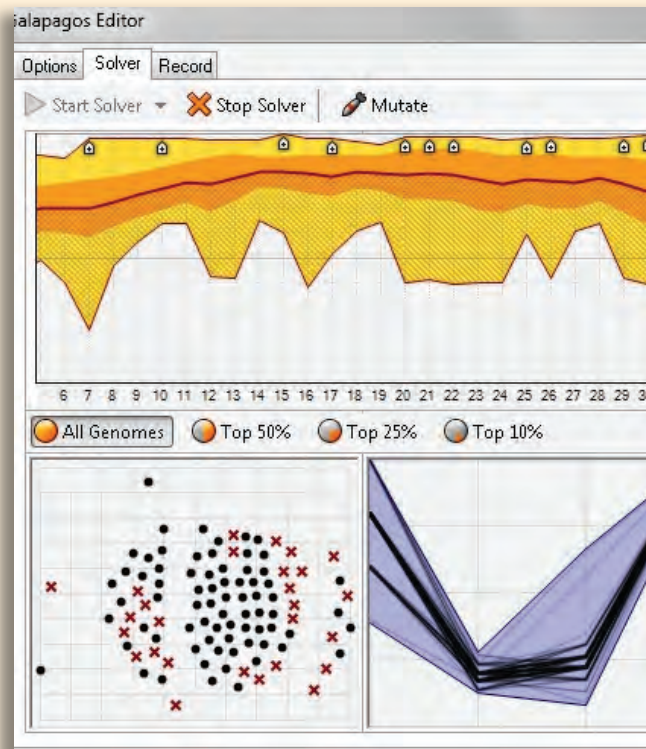 Galapagos Editor
Options Solver Record
Start Solver Stop Solver Mutate
6 7 8 9 10 11 12 13 14 15 16 17 18 19 20 21 22 23 24 25 26 27 28 29
All Genomes Top 50% Top 25% Top 10%